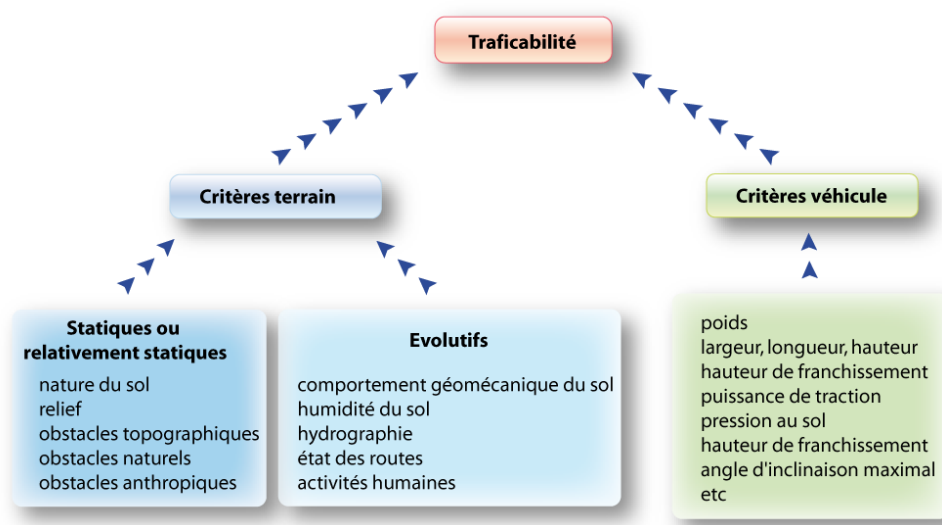 Traficabilité
Critères terrain
Critères véhicule
Statiques ou
relativement statiques
nature du sol
relief
obstacles topographiques
obstacles naturels
obstacles anthropiques
Evolutifs
comportement géomécanique du sol
humidité du sol
hydrographie
état des routes
activités humaines
poids
largeur, longueur, hauteur
hauteur de franchissement
puissance de traction
pression au sol
hauteur de franchissement
angle d'inclinaison maximal
etc